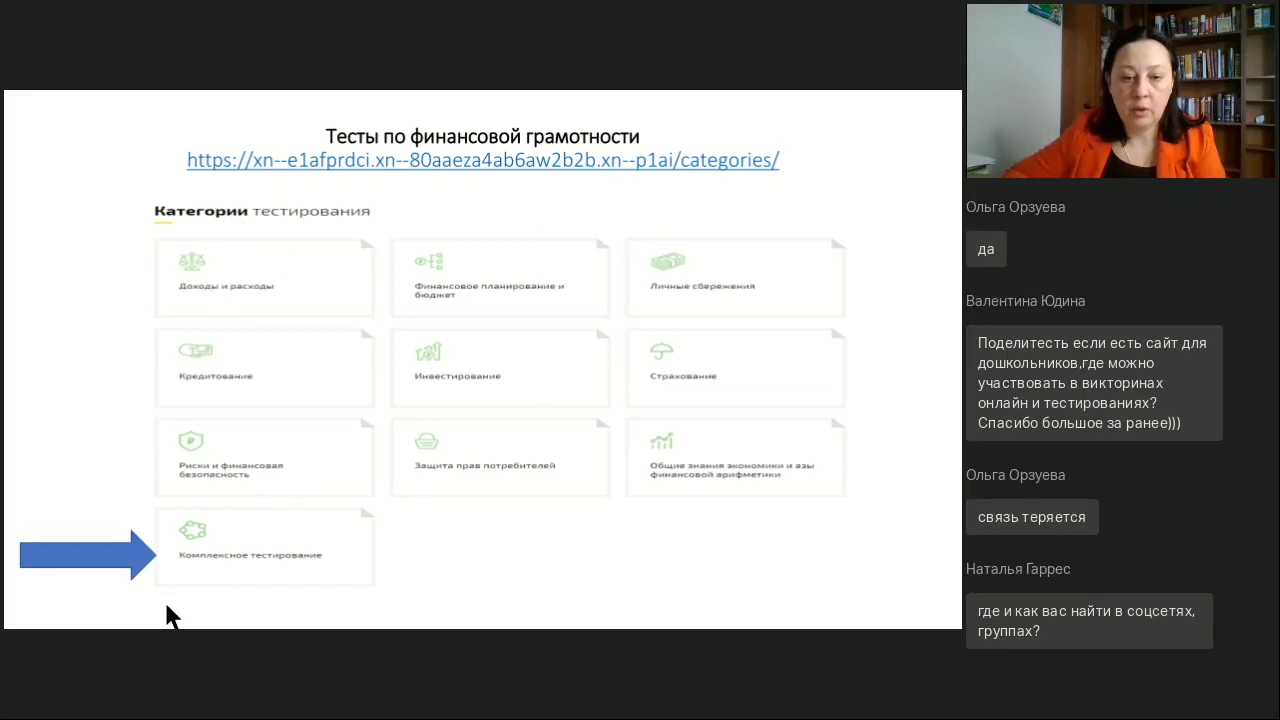 Тесты по финансовой грамотности
https://xn--e1afprdci.xn--80aaeza4ab6aw2b2b.xn--p1ai/categories/
Категории тестирования
Доходы и расходы
Финансовое планирование и
бюджет
Личные сбережения
Кредитование
Инвестирование
Страхование
Риски и финансовая
безопасность
Защита прав потребителей
Общие знания экономики и азы
финансовой арифметики
Комплексное тестирование
Ольга Орзуева
да
Валентина Юдина
Поделитесть если есть сайт для
дошкольников,где можно
участвовать в викторинах
онлайн и тестированиях?
Спасибо большое за ранее)))
Ольга Орзуева
связь теряется
Наталья Гаррес
где и как вас найти в соцсетях,
группах?